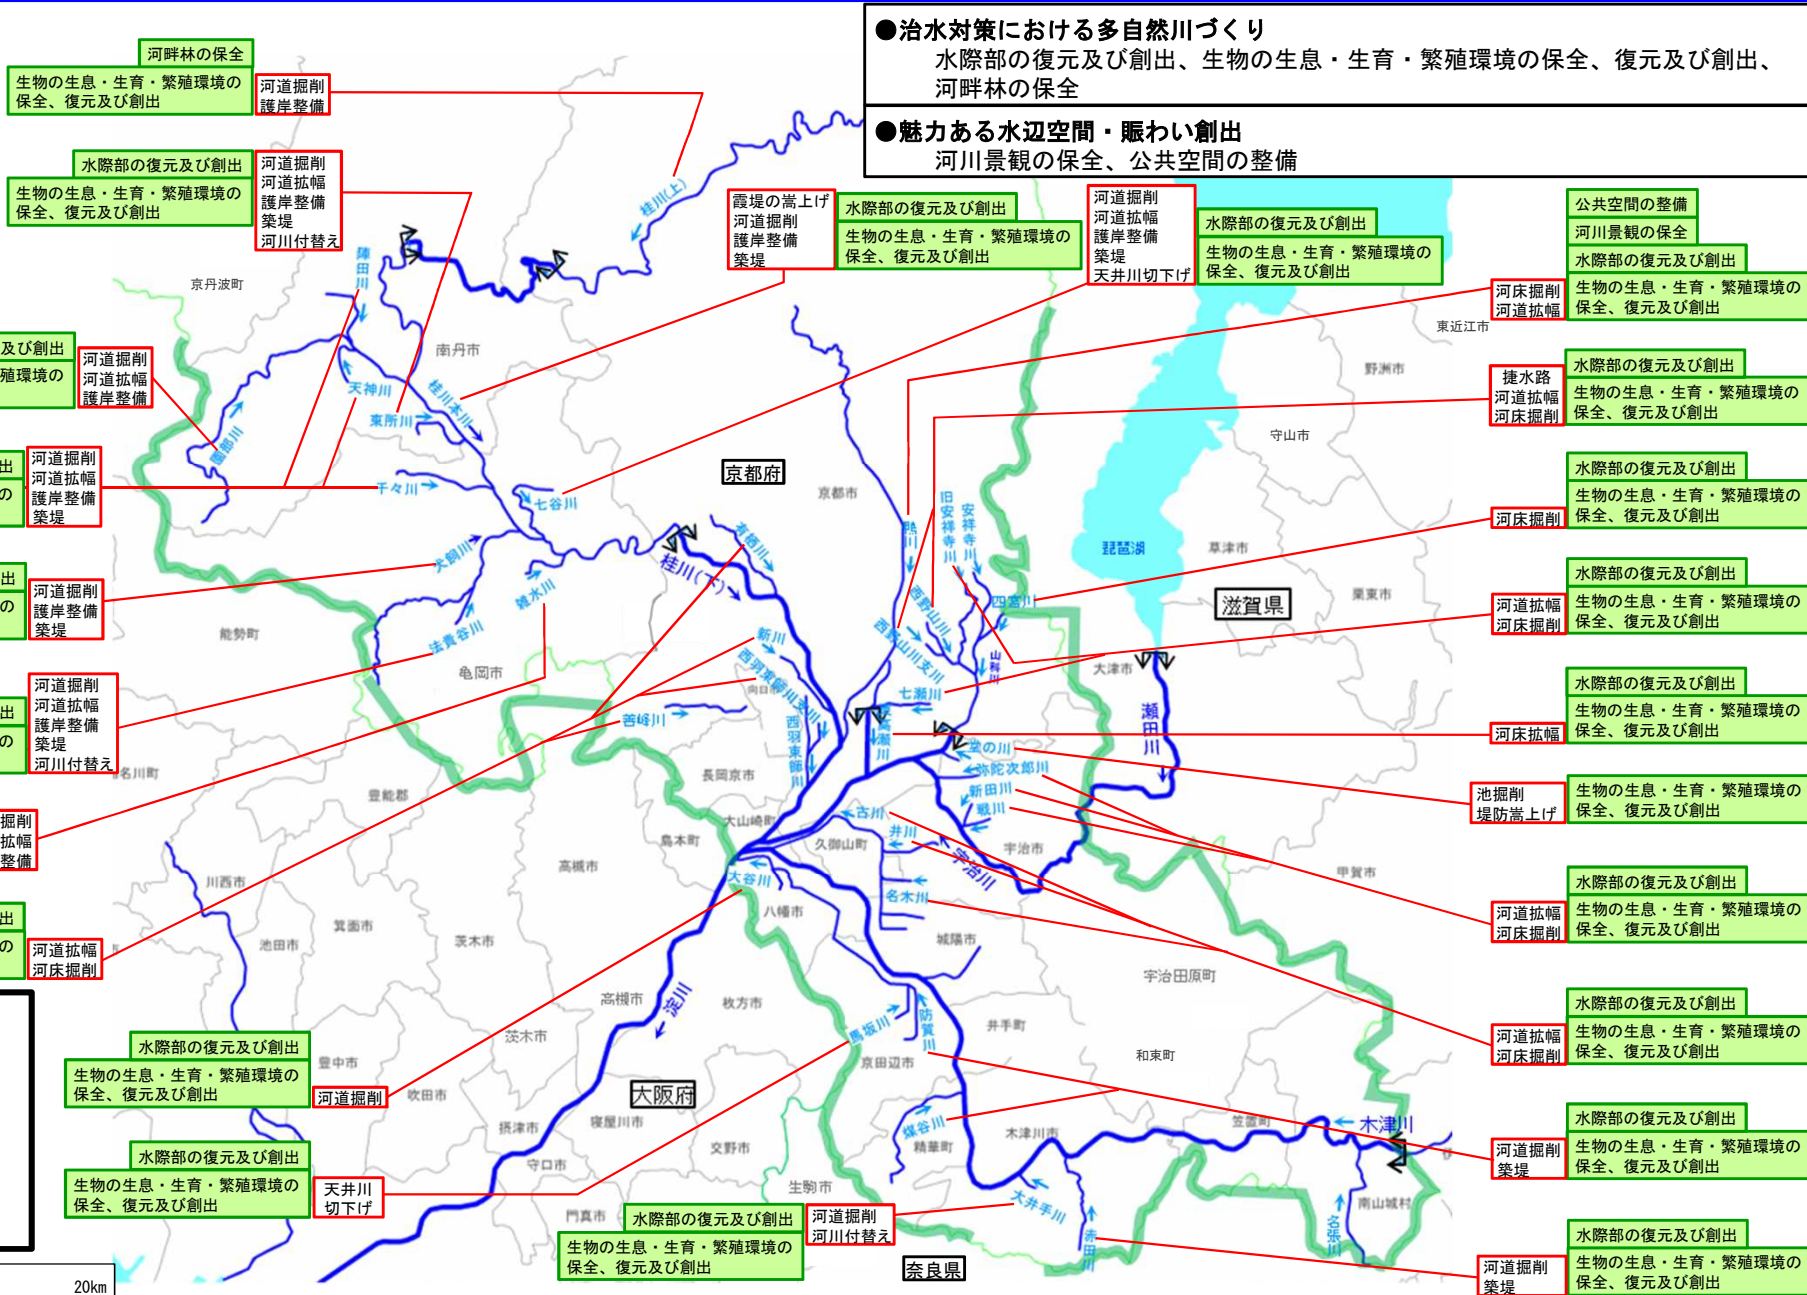 ●治水対策における多自然川づくり
水際部の復元及び創出、生物の生息・生育・繁殖環境の保全、復元及び創出、
河畔林の保全
●魅力ある水辺空間・賑わい創出
河川景観の保全、公共空間の整備
河畔林の保全
生物の生息・生育・繁殖環境の
保全、復元及び創出
河道掘削
護岸整備
水際部の復元及び創出
生物の生息・生育・繁殖環境の
保全、復元及び創出
河道掘削
河道拡幅
護岸整備
築堤
河川付替え
霞堤の嵩上げ
河道掘削
護岸整備
築堤
水際部の復元及び創出
生物の生息・生育・繁殖環境の
保全、復元及び創出
河道掘削
河道拡幅
護岸整備
築堤
天井川切下げ
水際部の復元及び創出
生物の生息・生育・繁殖環境の
保全、復元及び創出
公共空間の整備
河川景観の保全
水際部の復元及び創出
生物の生息・生育・繁殖環境の
保全、復元及び創出
河床掘削
河道拡幅
水際部の復元及び創出
生物の生息・生育・繁殖環境の
保全、復元及び創出
捷水路
河道拡幅
河床掘削
水際部の復元及び創出
生物の生息・生育・繁殖環境の
保全、復元及び創出
河床掘削
水際部の復元及び創出
生物の生息・生育・繁殖環境の
保全、復元及び創出
河道拡幅
河床掘削
水際部の復元及び創出
生物の生息・生育・繁殖環境の
保全、復元及び創出
河床拡幅
生物の生息・生育・繁殖環境の
保全、復元及び創出
池掘削
堤防嵩上げ
水際部の復元及び創出
生物の生息・生育・繁殖環境の
保全、復元及び創出
河道拡幅
河床掘削
水際部の復元及び創出
生物の生息・生育・繁殖環境の
保全、復元及び創出
河道拡幅
河床掘削
水際部の復元及び創出
生物の生息・生育・繁殖環境の
保全、復元及び創出
河道掘削
築堤
水際部の復元及び創出
生物の生息・生育・繁殖環境の
保全、復元及び創出
河道掘削
築堤
及び創出
殖環境の
河道掘削
河道拡幅
護岸整備
出
の
河道掘削
河道拡幅
護岸整備
築堤
出
の
河道掘削
護岸整備
築堤
出
の
河道掘削
河道拡幅
護岸整備
築堤
河川付替え
掘削
拡幅
整備
出
の
河道拡幅
河床掘削
水際部の復元及び創出
生物の生息・生育・繁殖環境の
保全、復元及び創出
河道掘削
水際部の復元及び創出
生物の生息・生育・繁殖環境の
保全、復元及び創出
天井川
切下げ
水際部の復元及び創出
生物の生息・生育・繁殖環境の
保全、復元及び創出
河道掘削
河川付替え
20km
京都府
滋賀県
大阪府
奈良県
京丹波町
南丹市
京都市
亀岡市
能勢町
豊能郡
名川町
川西市
池田市
箕面市
茨木市
高槻市
島本町
大山崎町
長岡京市
久御山町
八幡市
宇治市
城陽市
宇治田原町
井手町
和束町
京田辺市
精華町
木津川市
笠置町
南山城村
甲賀市
大津市
草津市
栗東市
守山市
野洲市
東近江市
高槻市
枚方市
茨木市
豊中市
吹田市
摂津市
寝屋川市
守口市
門真市
交野市
生駒市
琵琶湖
桂川(上)
陣田川
天神川
東所川
桂川本川
園部川
千々川
七谷川
犬飼川
雑水川
法貴谷川
有栖川
桂川(下)
新川
西羽束師川支川
西羽束師川
善峰川
鴨川
旧安祥寺川
安祥寺川
四宮川
西野山川
西野山川支川
山科川
七瀬川
瀬田川
堂の川
弥陀次郎川
新田川
戦川
古川
井川
宇治川
名木川
大谷川
淀川
馬坂川
防賀川
煤谷川
大井手川
赤田川
名張川
木津川